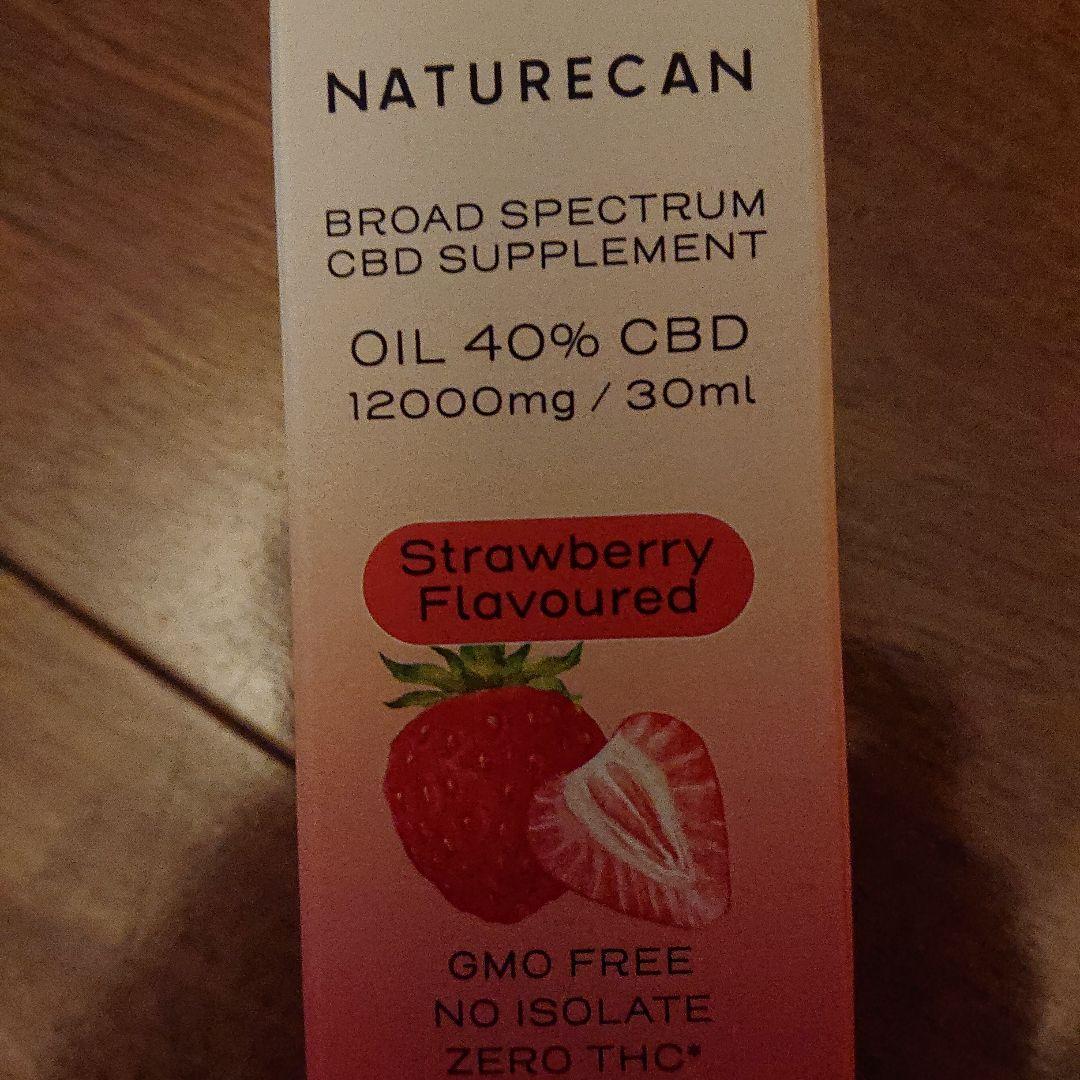 NATURECAN
BROAD SPECTRUM
CBD SUPPLEMENT
OIL 40% CBD
12000mg / 30ml
Strawberry
Flavoured
GMO FREE
NO ISOLATE
ZERO THC*